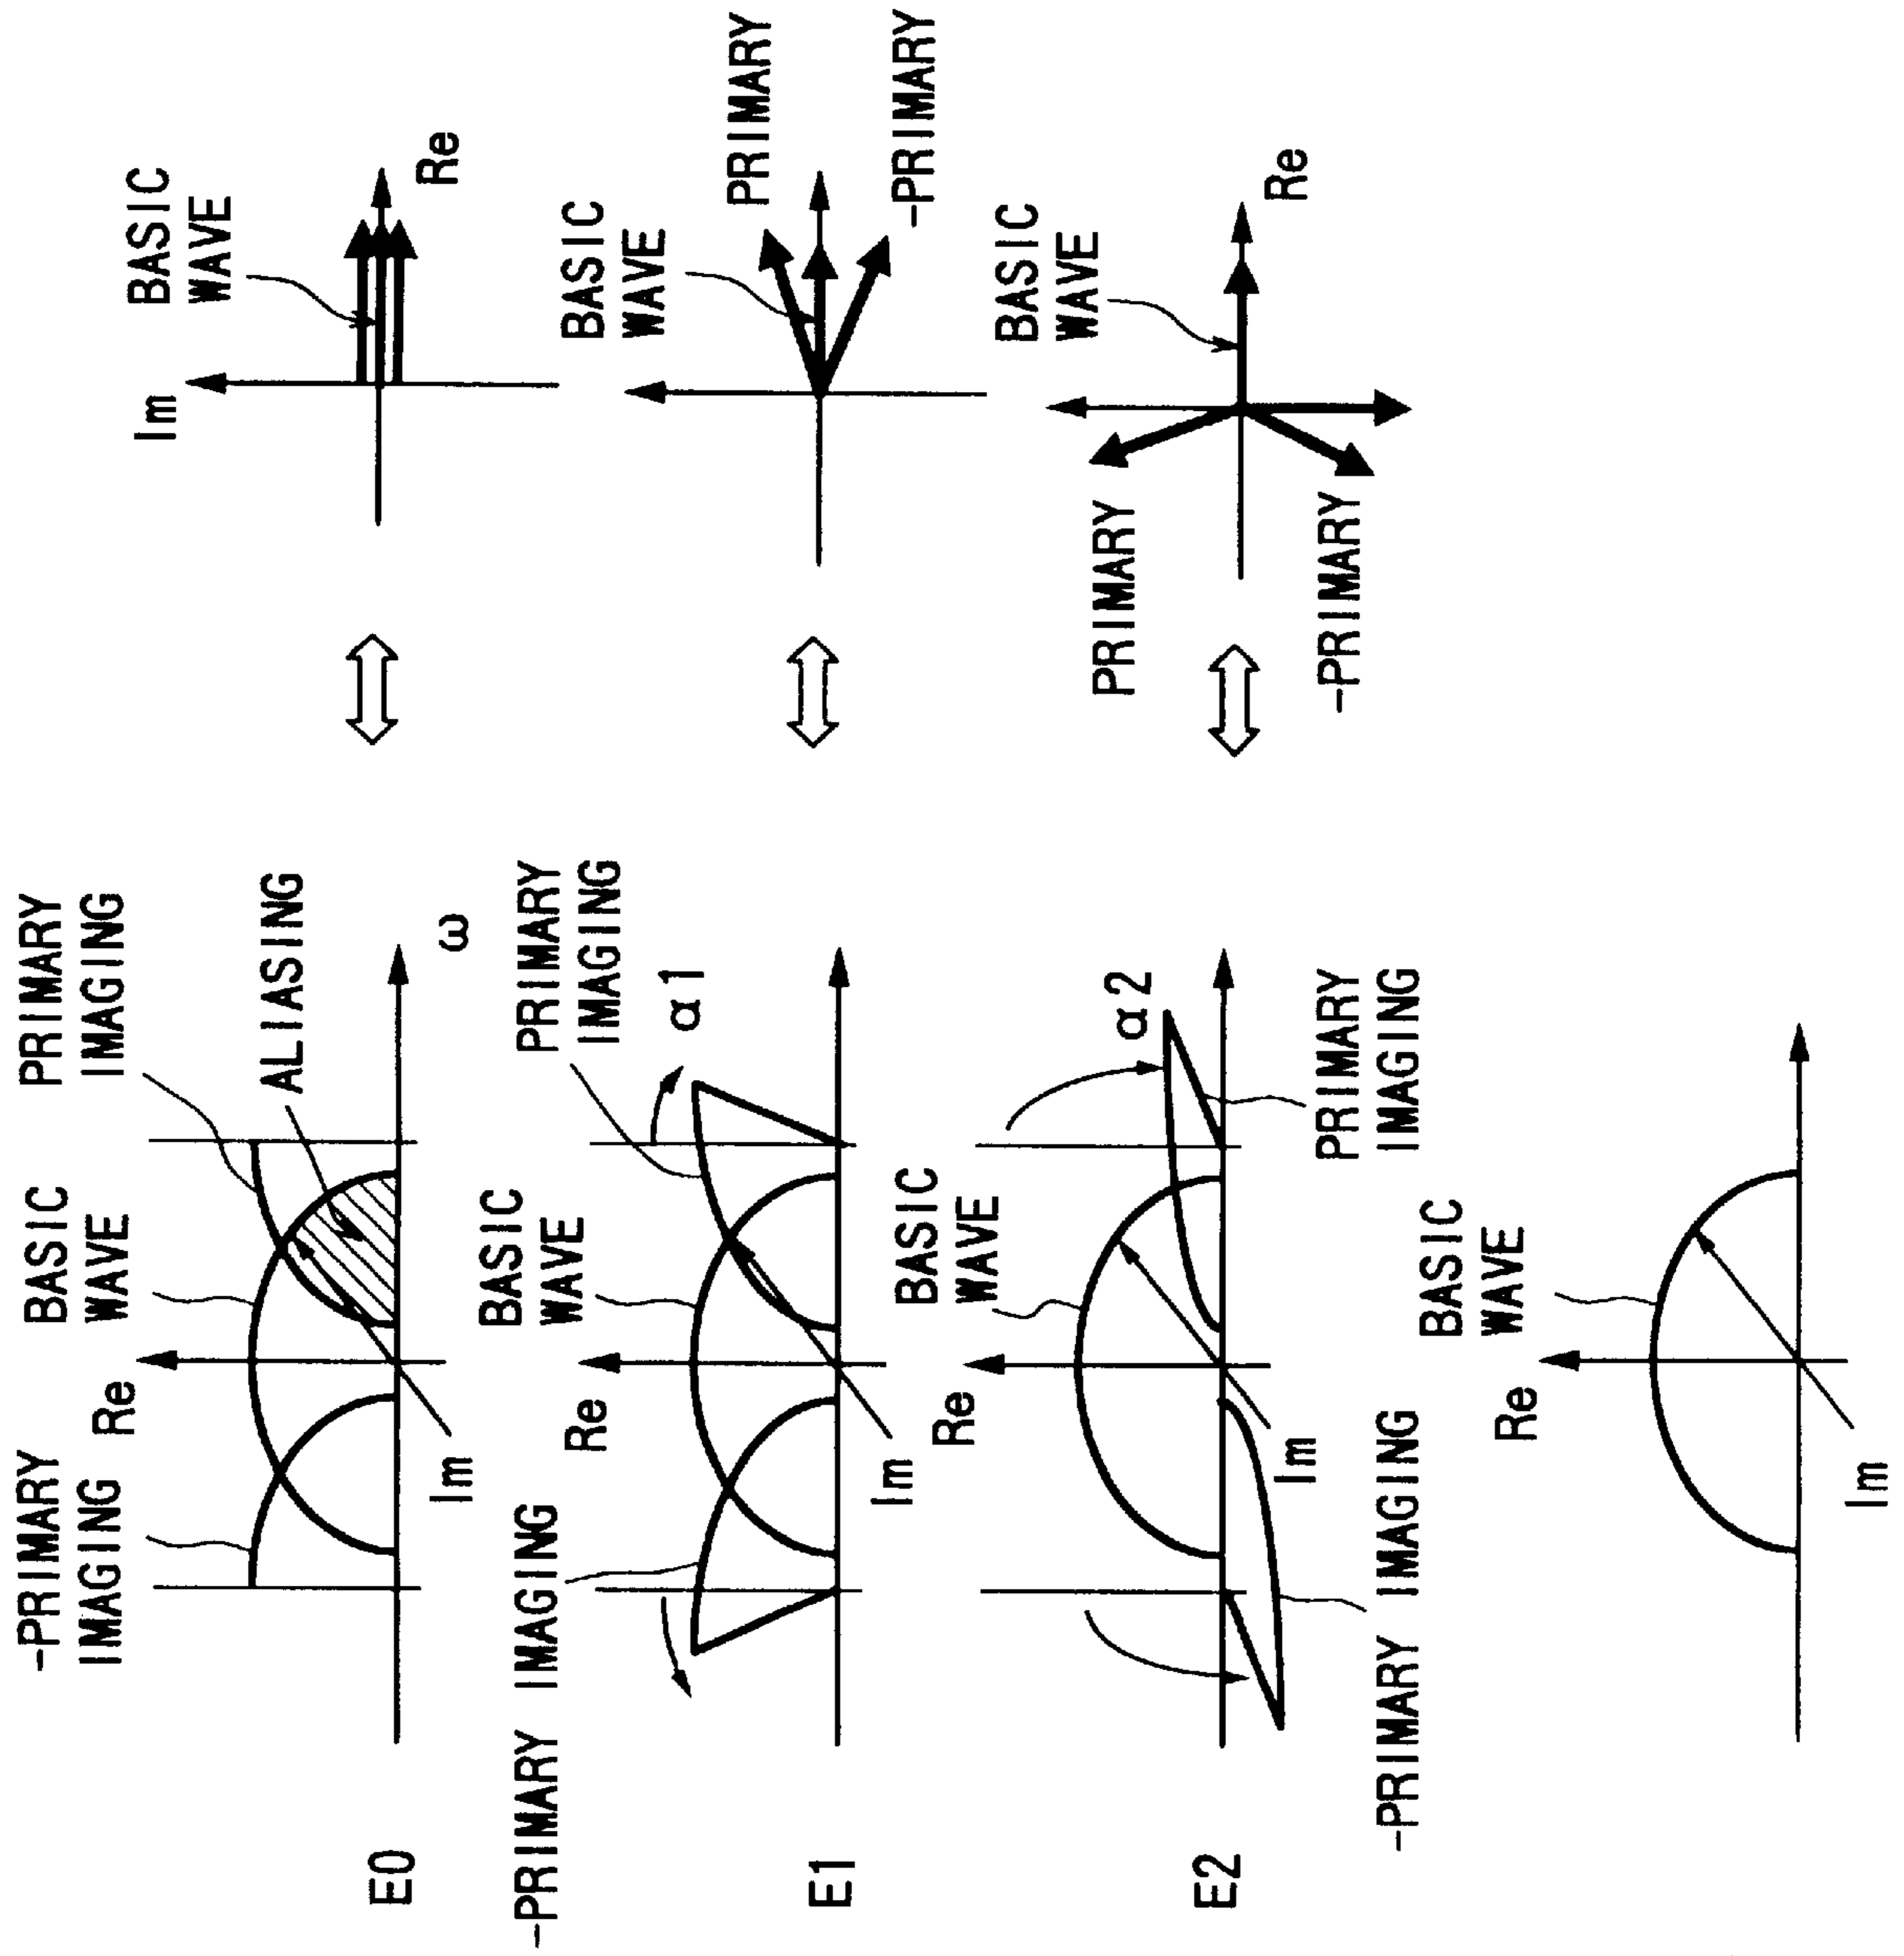 -PRIMARY
IMAGING
Re
BASIC
WAVE
PRIMARY
IMAGING
ALIASING
ω
Im
E0
Im
BASIC
WAVE
Re
-PRIMARY IMAGING
Re
BASIC
WAVE
PRIMARY
IMAGING
α1
Im
E1
BASIC
WAVE
PRIMARY
-PRIMARY
Re
BASIC
WAVE
α2
PRIMARY
IMAGING
Im
-PRIMARY IMAGING
E2
PRIMARY
-PRIMARY
BASIC
WAVE
Re
Re
BASIC
WAVE
Im